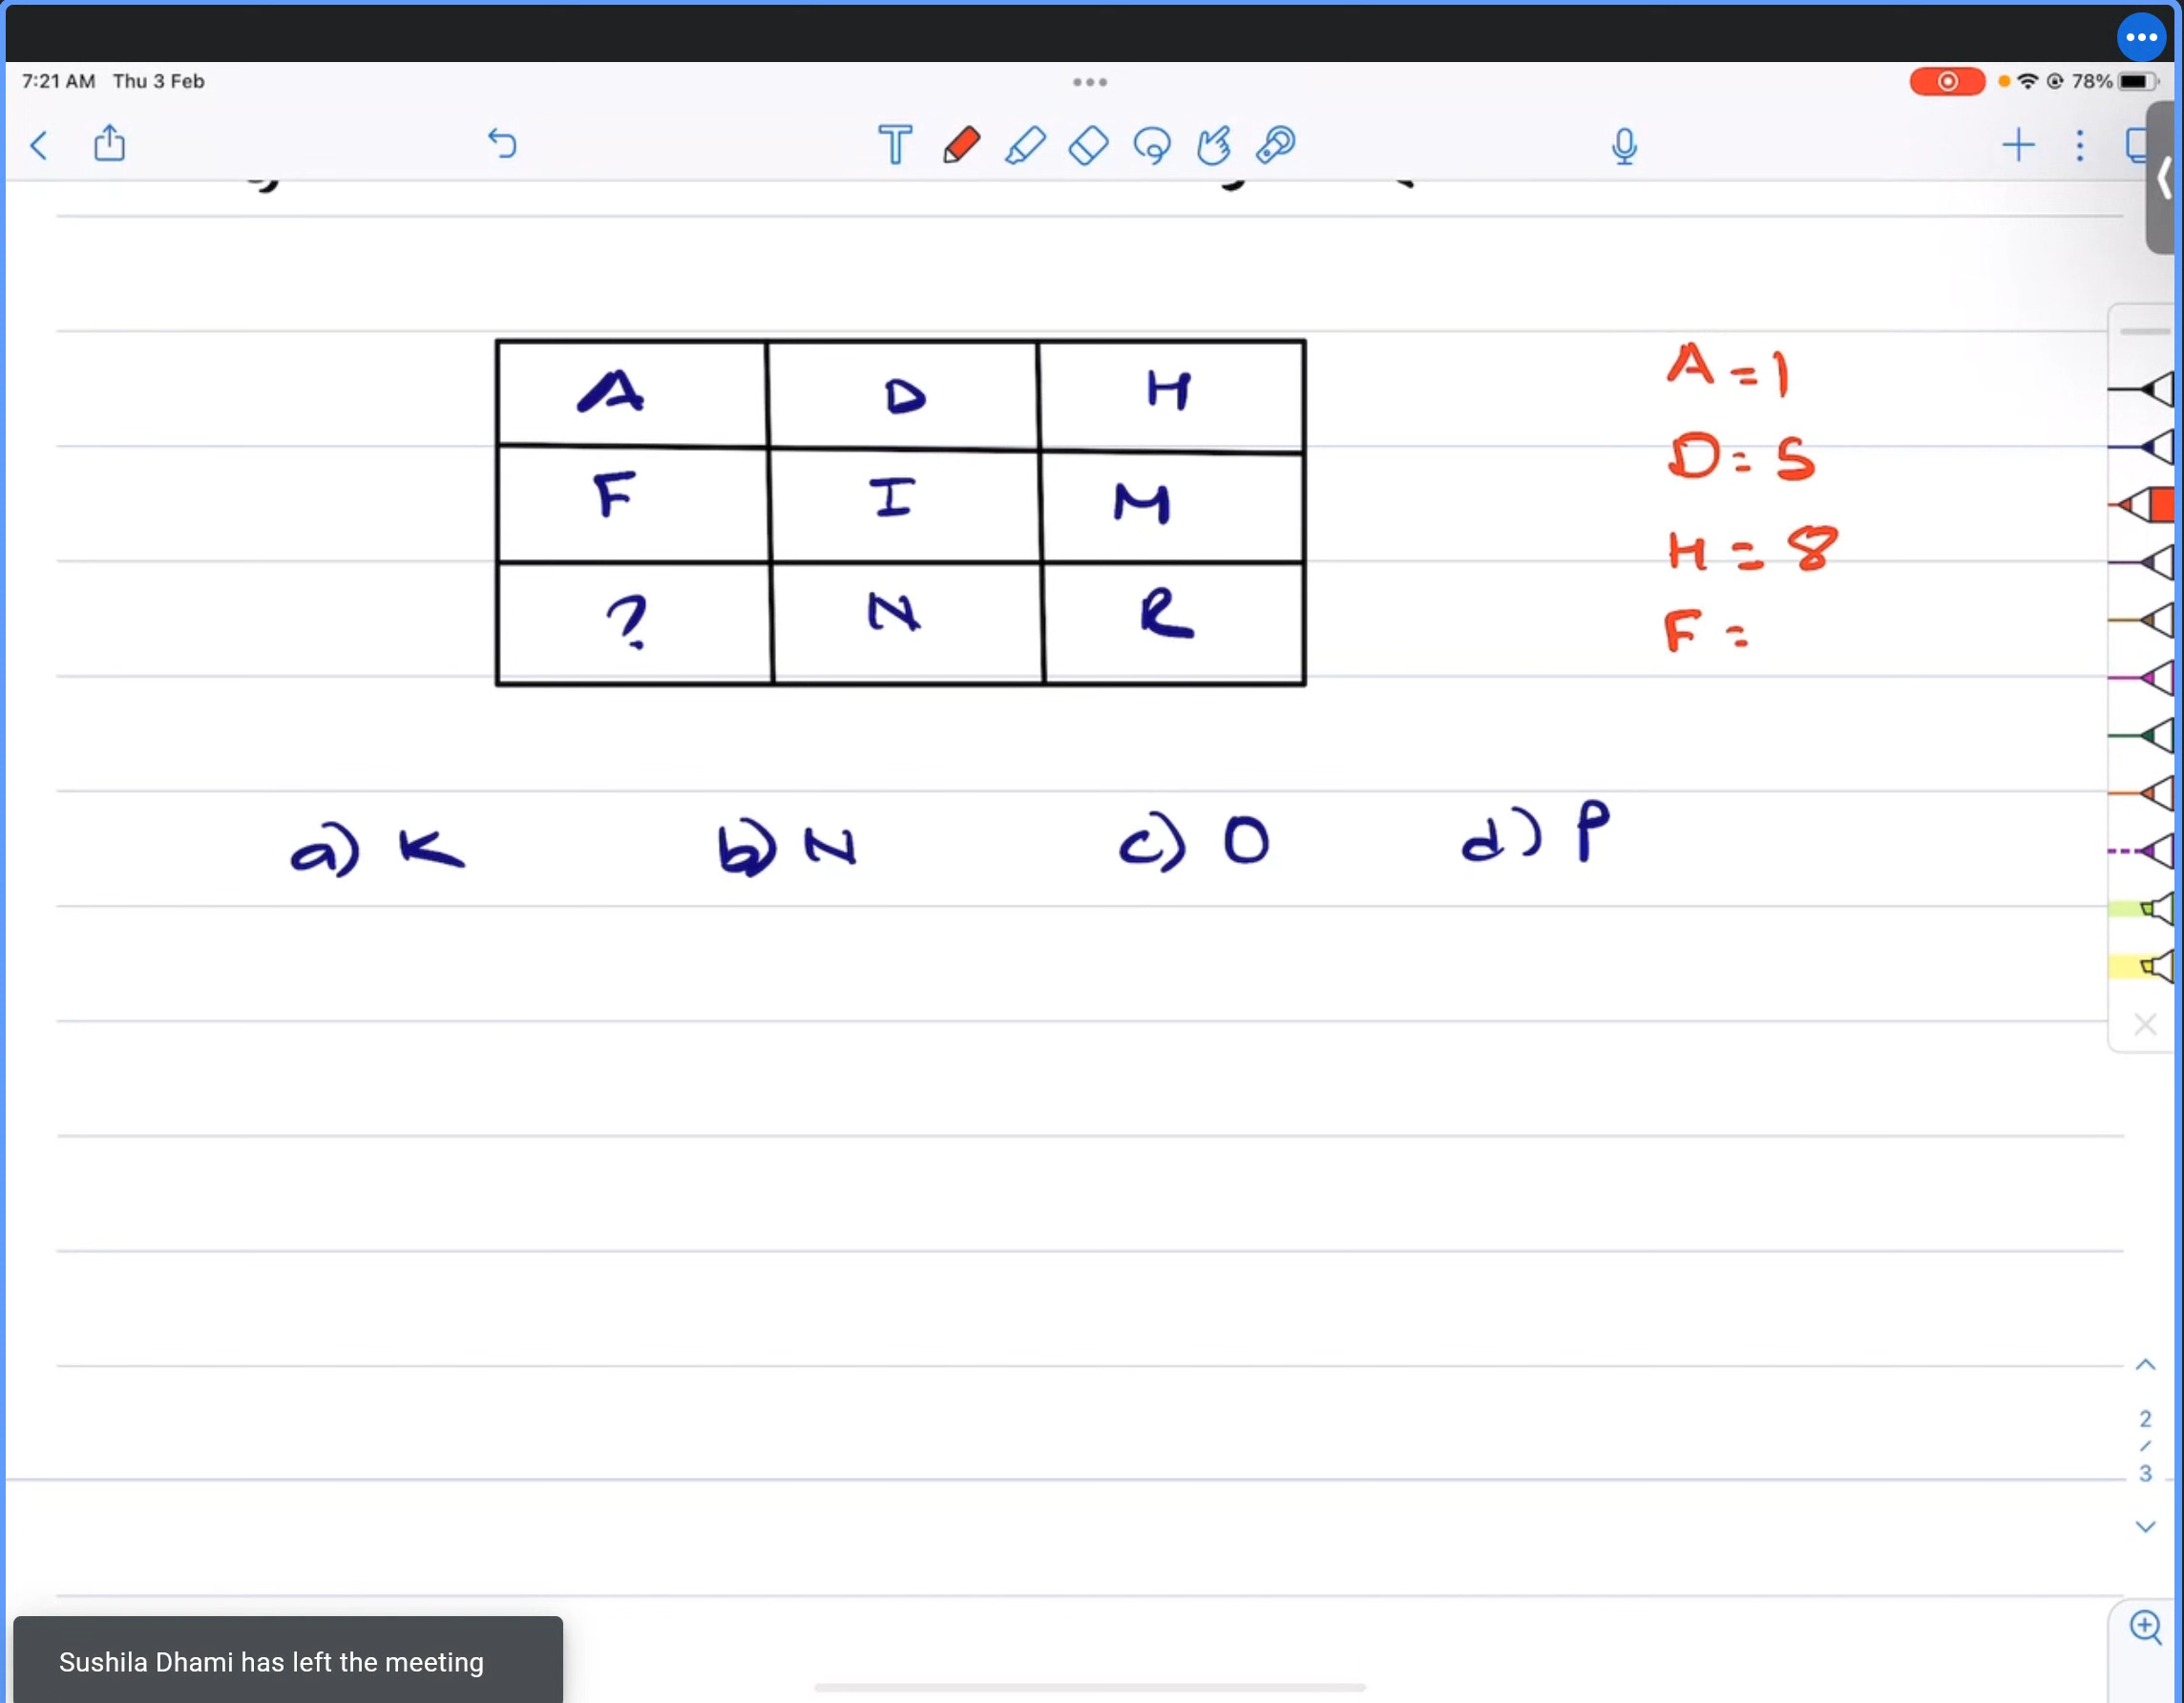 7:21 AM Thu 3 Feb
78%
A D H
F I M
? N R
A = 1
D = 5
H = 8
F =
a) K b) N c) O d) P
2
/
3
Sushila Dhami has left the meeting